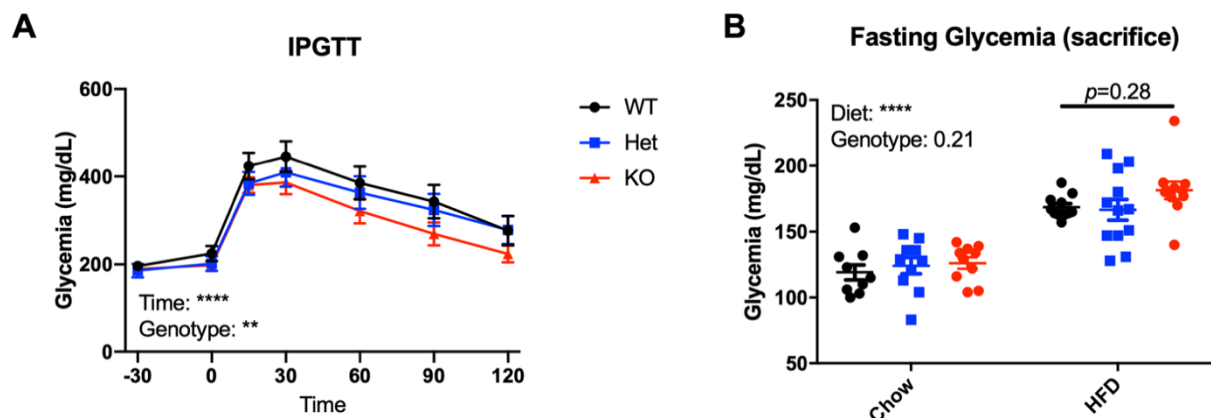 A
IPGTT
Glycemia (mg/dL)
600
400
200
0
Time: ****
Genotype: **
-30
0
30
60
90
120
Time
WT
Het
KO
B
Fasting Glycemia (sacrifice)
Glycemia (mg/dL)
250
200
150
100
50
Diet: ****
Genotype: 0.21
p=0.28
Chow
HFD